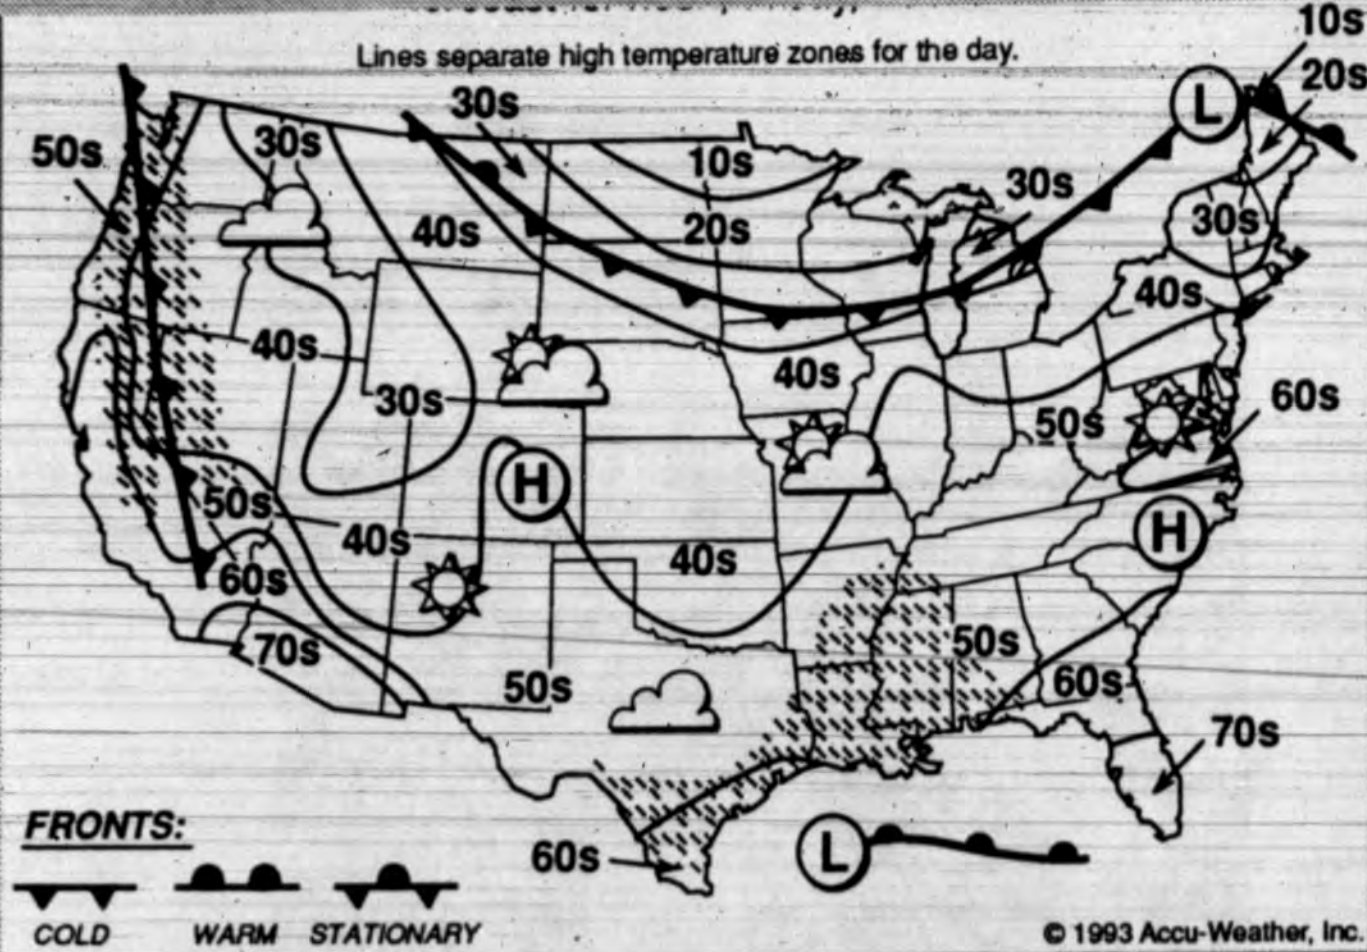 Lines separate high temperature zones for the day.
10s
20s
30s
50s
30s
10s
30s
40s
20s
30s
40s
40s
40s
30s
60s
50s
H
50s
H
40s
40s
60s
50s
70s
60s
50s
70s
FRONTS:
60s
L
L
COLD
WARM
STATIONARY
© 1993 Accu-Weather, Inc.